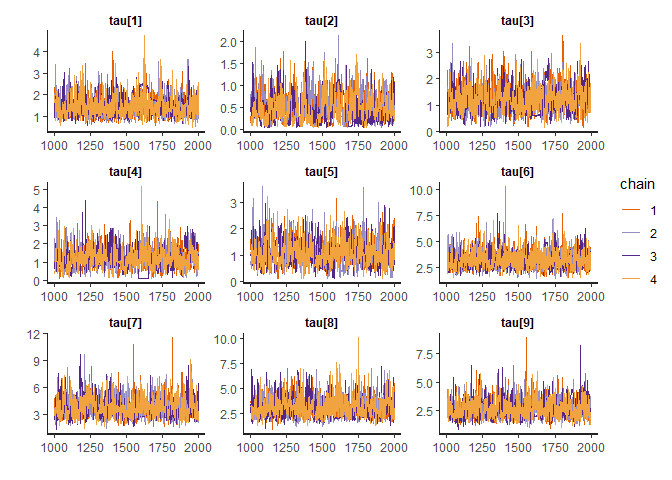 tau[1] tau[2] tau[3]
4 3 2 1
2.0 1.5 1.0 0.5 0.0
3 2 1 0
1000 1250 1500 1750 2000 1000 1250 1500 1750 2000 1000 1250 1500 1750 2000
tau[4] tau[5] tau[6]
5 4 3 2 1 0
3 2 1 0
10.0 7.5 5.0 2.5
1000 1250 1500 1750 2000 1000 1250 1500 1750 2000 1000 1250 1500 1750 2000
tau[7] tau[8] tau[9]
12 9 6 3
10.0 7.5 5.0 2.5
7.5 5.0 2.5
1000 1250 1500 1750 2000 1000 1250 1500 1750 2000 1000 1250 1500 1750 2000
chain
1
2
3
4